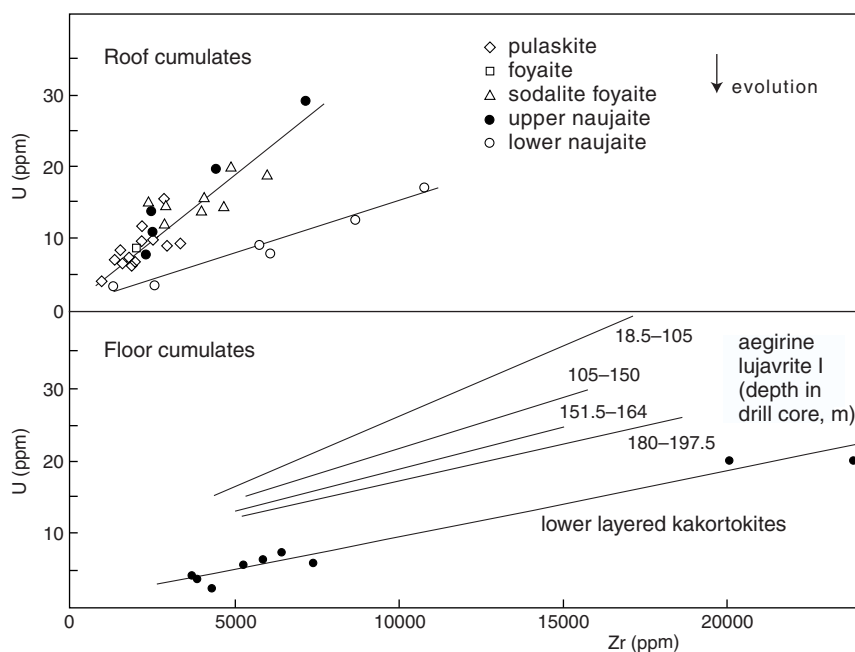 Roof cumulates
pulaskite
foyaite
sodalite foyaite
upper naujaite
lower naujaite
evolution
U (ppm)
30
20
10
0
Floor cumulates
18.5–105
105–150
151.5–164
180–197.5
aegirine
lujavrite I
(depth in
drill core, m)
lower layered kakortokites
U (ppm)
30
20
10
0
5000
10000
15000
20000
Zr (ppm)